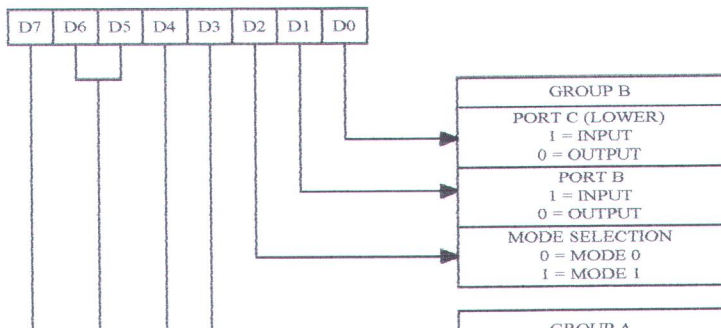 D7 D6 D5 D4 D3 D2 D1 D0
GROUP B
PORT C (LOWER)
1 = INPUT
0 = OUTPUT
PORT B
1 = INPUT
0 = OUTPUT
MODE SELECTION
0 = MODE 0
1 = MODE 1
GROUP A